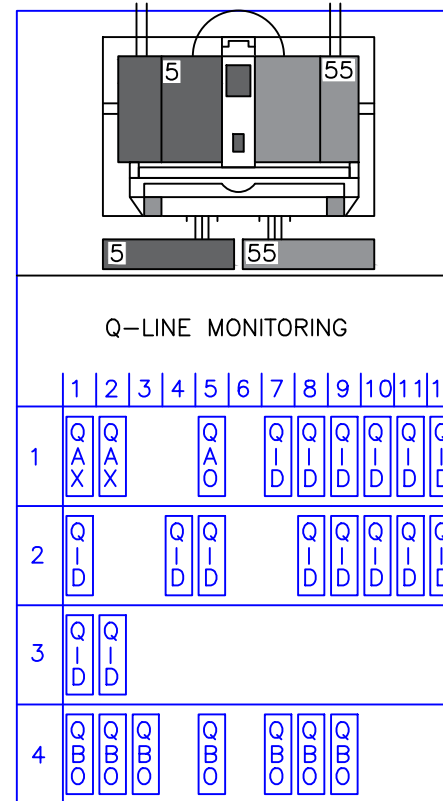 5 55
5 55
Q-LINE MONITORING
1 2 3 4 5 6 7 8 9 10 11
1 QAX QAX QAO QID QID QID QID QID
2 QID QID QID QID QID QID QID
3 QID QID
4 QBO QBO QBO QBO QBO QBO QBO